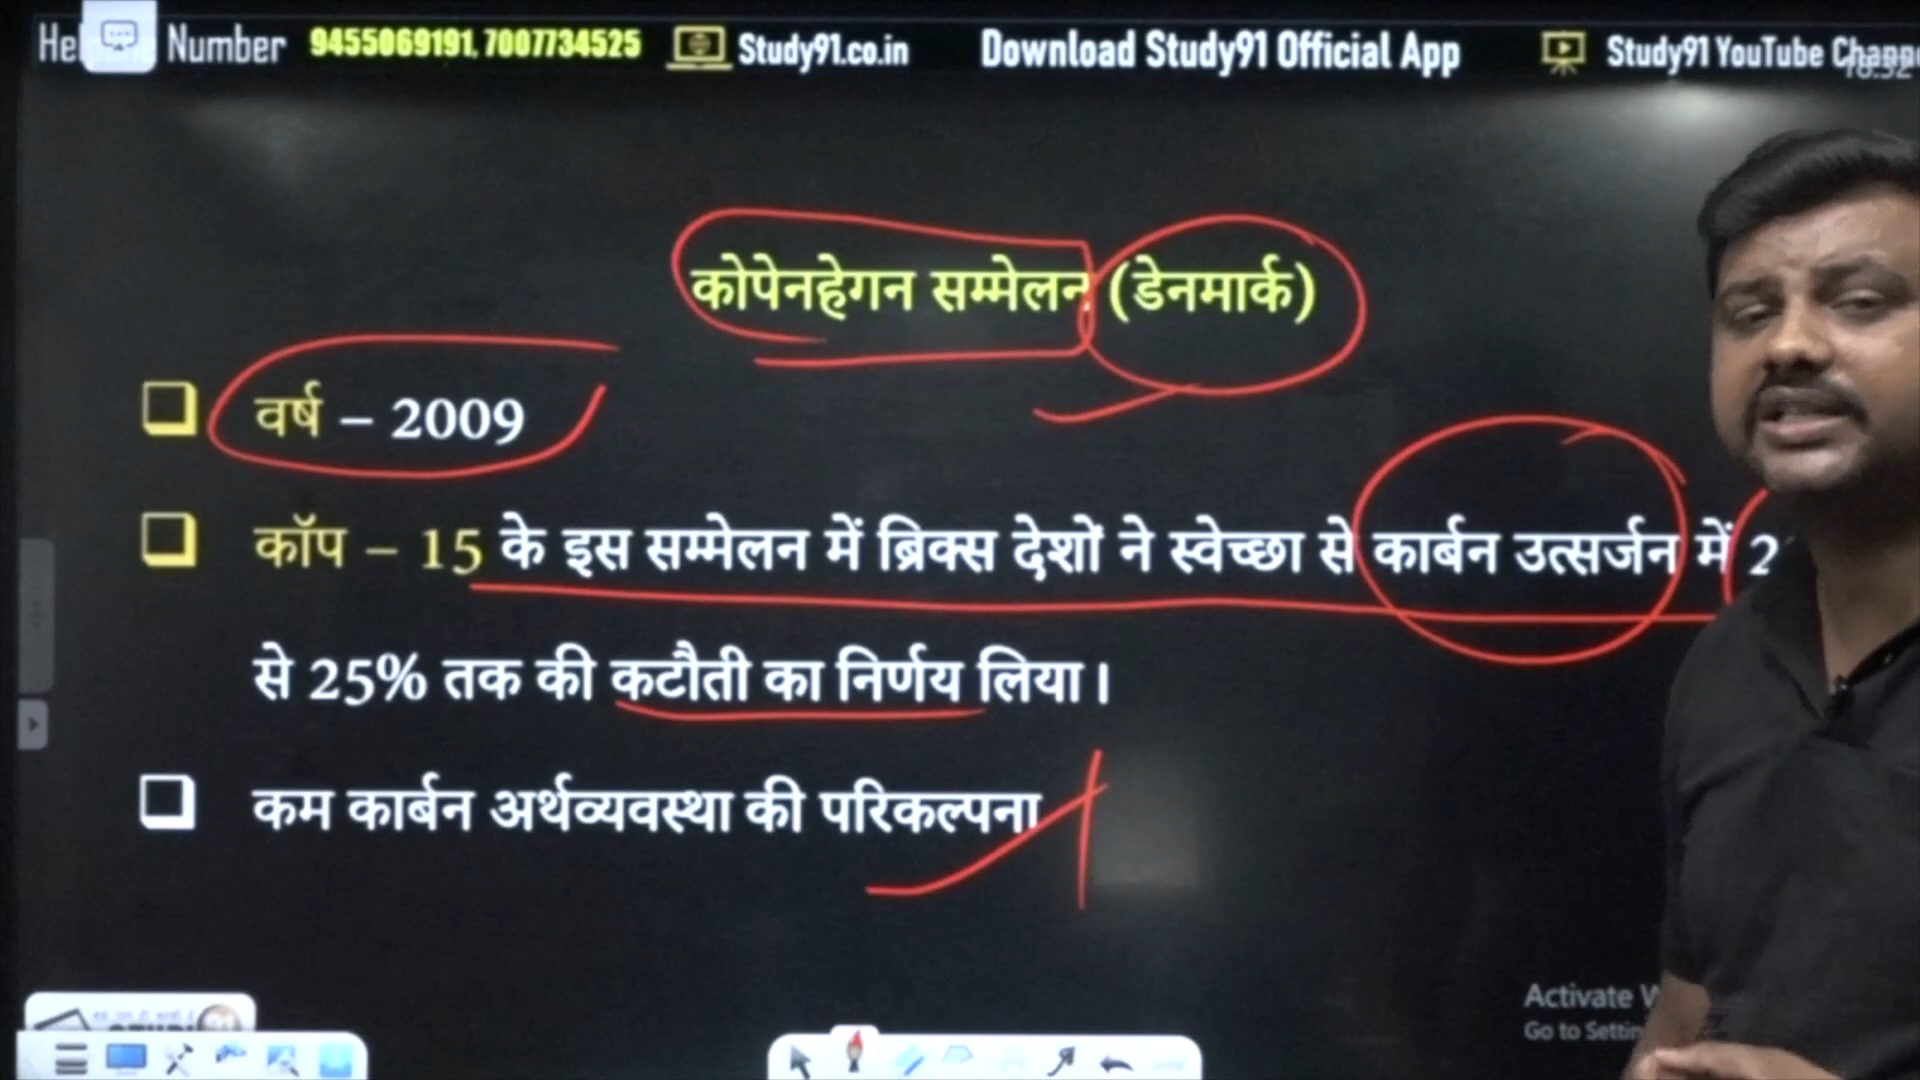 Number 9455069191, 7007734525 Study91.co.in Download Study91 Official App Study91 YouTube
कोपेनहेगन सम्मेलन (डेनमार्क)
वर्ष – 2009
कॉप – 15 के इस सम्मेलन में ब्रिक्स देशों ने स्वेच्छा से कार्बन उत्सर्जन में
से 25% तक की कटौती का निर्णय लिया।
कम कार्बन अर्थव्यवस्था की परिकल्पना
Activate
Go to